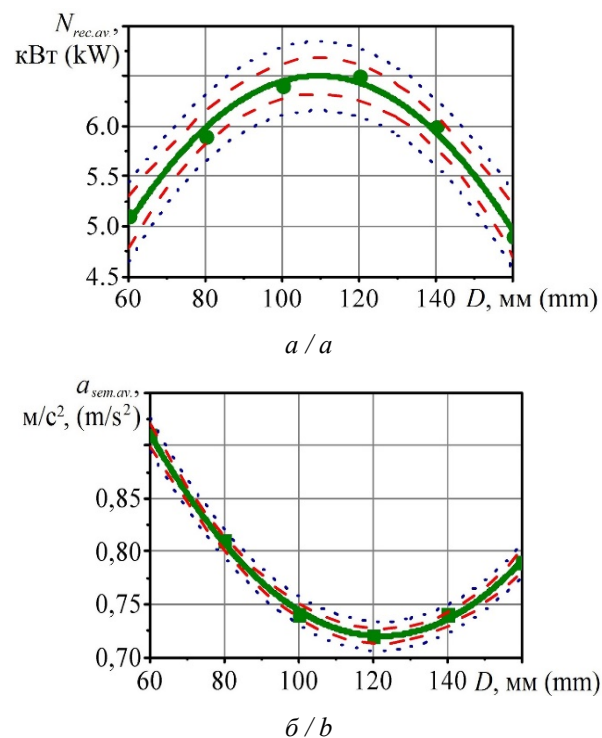 N_rec.av.,
кВт (kW)
6.0
5.5
5.0
4.5
60 80 100 120 140 D, мм (mm)
а / a
a_sem.av.,
м/с², (m/s²)
0,85
0,80
0,75
0,70
60 80 100 120 140 D, мм (mm)
б / b